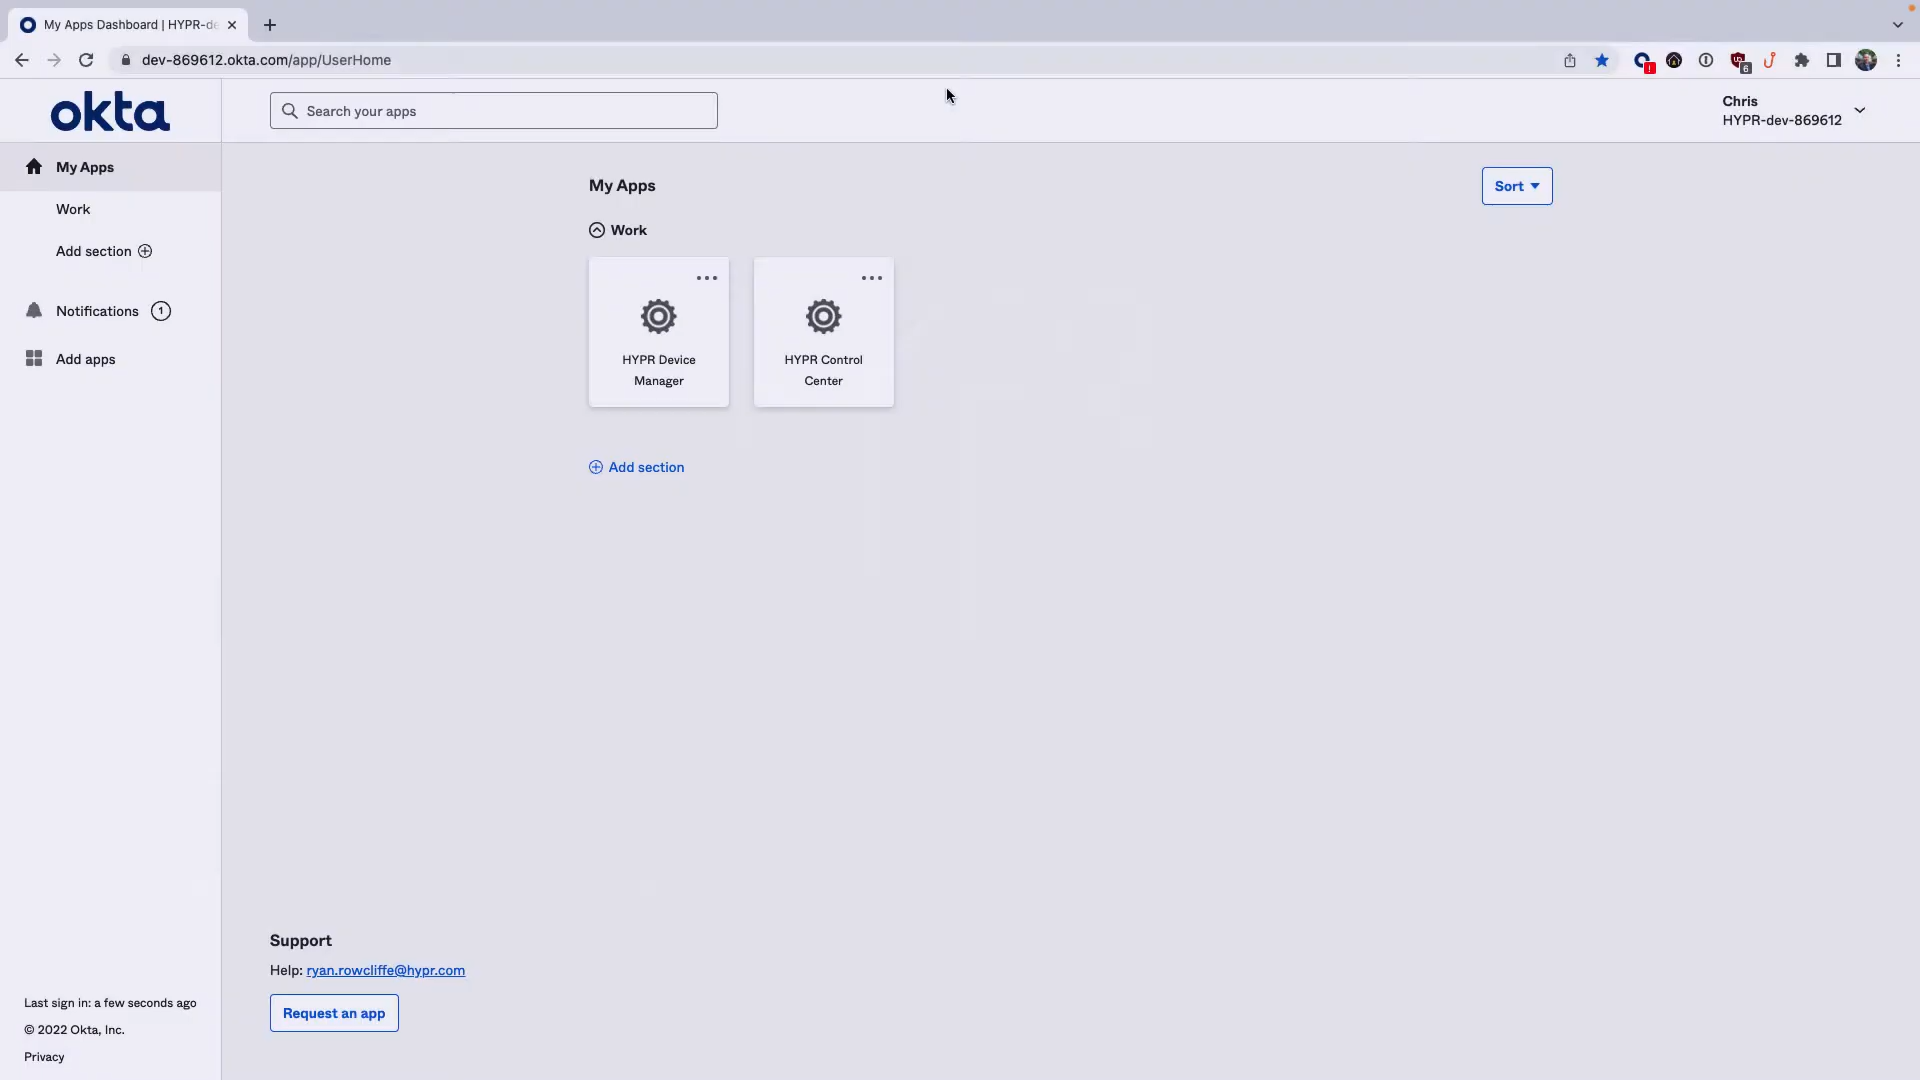 My Apps Dashboard | HYPR-de
dev-869612.okta.com/app/UserHome
6
okta
Search your apps
Chris
HYPR-dev-869612
My Apps
Work
Add section
Notifications 1
Add apps
My Apps
Sort
Work
HYPR Device
Manager
HYPR Control
Center
Add section
Support
Help: ryan.rowcliffe@hypr.com
Request an app
Last sign in: a few seconds ago
© 2022 Okta, Inc.
Privacy